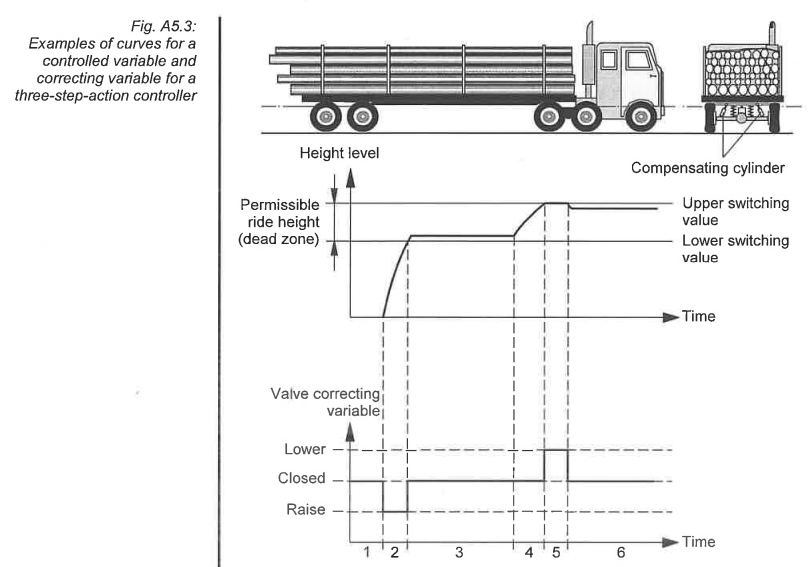 Fig. A5.3:
Examples of curves for a
controlled variable and
correcting variable for a
three-step-action controller
Compensating cylinder
Height level
Permissible
ride height
(dead zone)
Upper switching
value
Lower switching
value
Time
Valve correcting
variable
Lower
Closed
Raise
Time
1 2 3 4 5 6